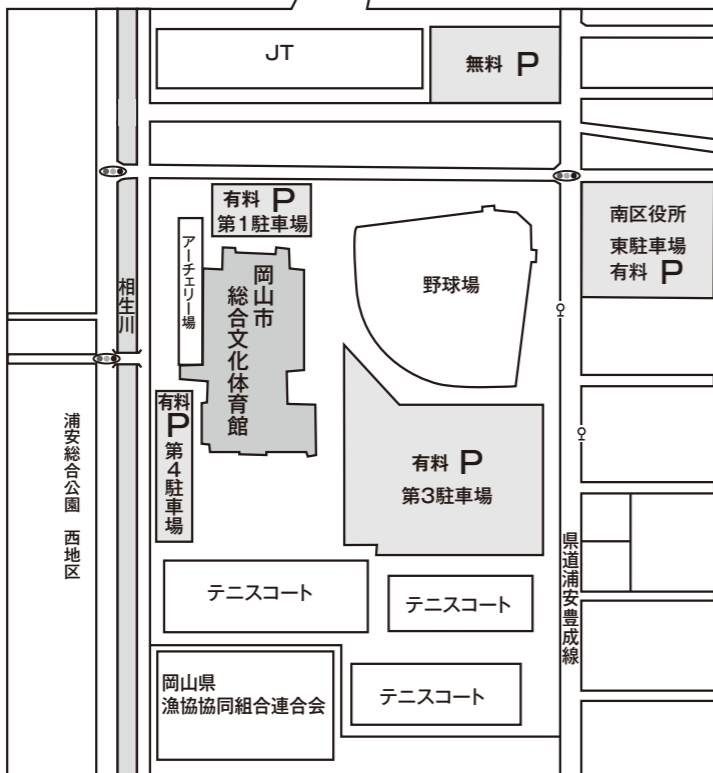 JT
無料 P
有料 P
第1駐車場
アーチェリー場
岡山市
総合文化体育館
野球場
南区役所
東駐車場
有料 P
相生川
有料
P
第4駐車場
有料 P
第3駐車場
浦安総合公園 西地区
県道浦安豊成線
テニスコート
テニスコート
岡山県
漁協協同組合連合会
テニスコート